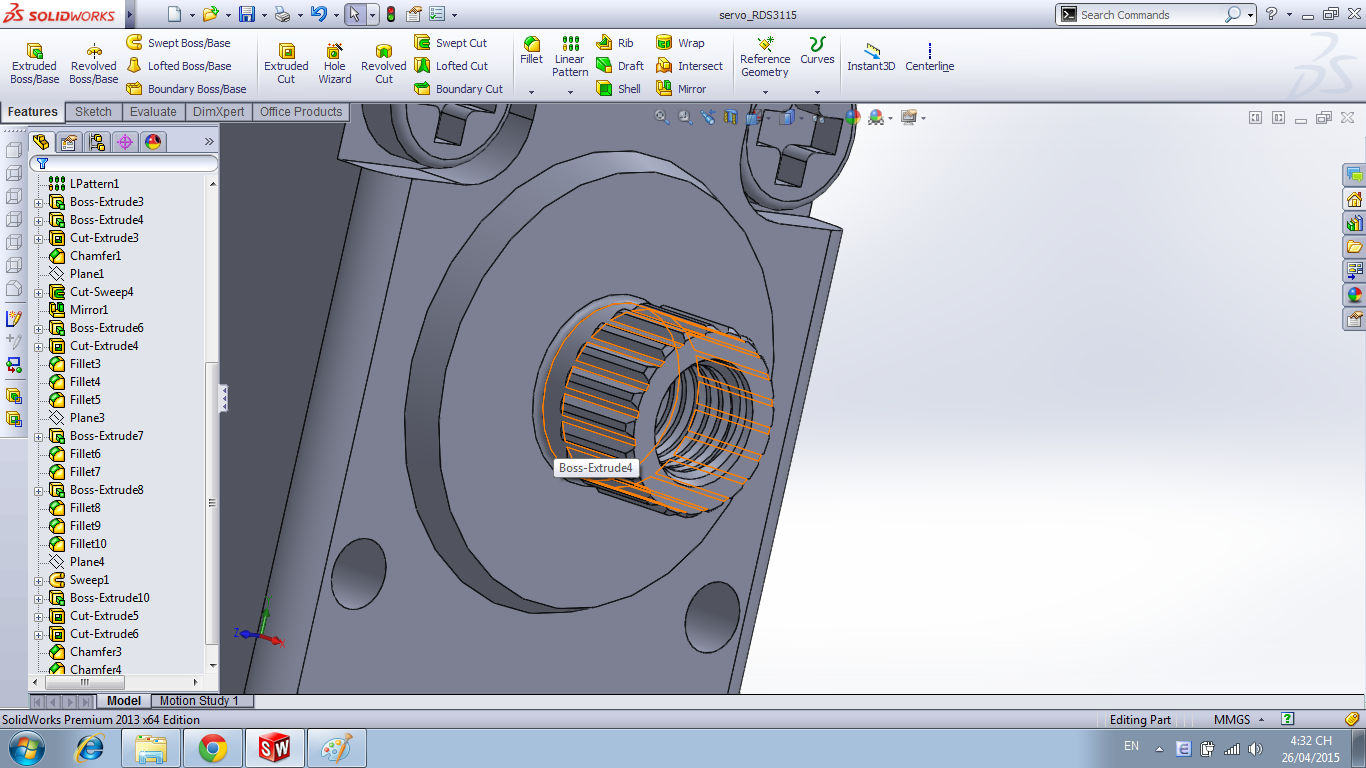 SOLIDWORKS
servo_RDS3115
Search Commands
Extruded Boss/Base
Revolved Boss/Base
Swept Boss/Base
Lofted Boss/Base
Boundary Boss/Base
Extruded Cut
Hole Wizard
Revolved Cut
Swept Cut
Lofted Cut
Boundary Cut
Fillet
Linear Pattern
Rib
Draft
Shell
Wrap
Intersect
Mirror
Reference Geometry
Curves
Instant3D
Centerline
Features
Sketch
Evaluate
DimXpert
Office Products
LPattern1
Boss-Extrude3
Boss-Extrude4
Cut-Extrude3
Chamfer1
Plane1
Cut-Sweep4
Mirror1
Boss-Extrude6
Cut-Extrude4
Fillet3
Fillet4
Fillet5
Plane3
Boss-Extrude7
Fillet6
Fillet7
Boss-Extrude8
Fillet8
Fillet9
Fillet10
Plane4
Sweep1
Boss-Extrude10
Cut-Extrude5
Cut-Extrude6
Chamfer3
Chamfer4
Boss-Extrude4
Z
X
Model
Motion Study 1
SolidWorks Premium 2013 x64 Edition
Editing Part
MMGS
EN
4:32 CH
26/04/2015